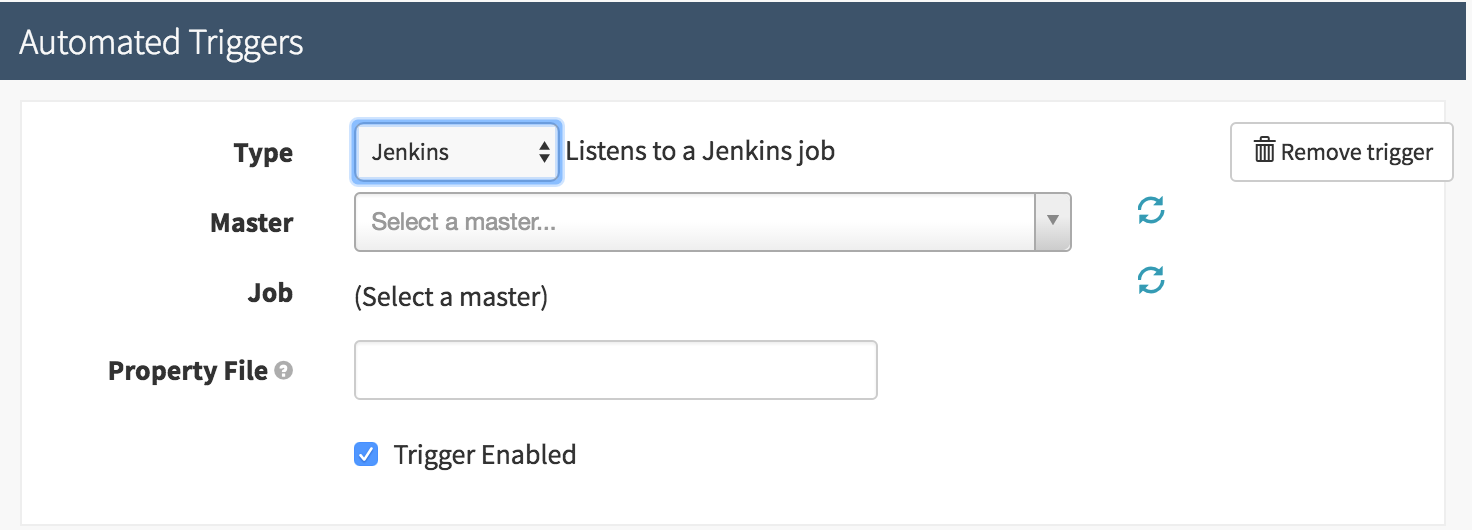 Automated Triggers
Type Jenkins Listens to a Jenkins job Remove trigger
Master Select a master...
Job (Select a master)
Property File ?
Trigger Enabled